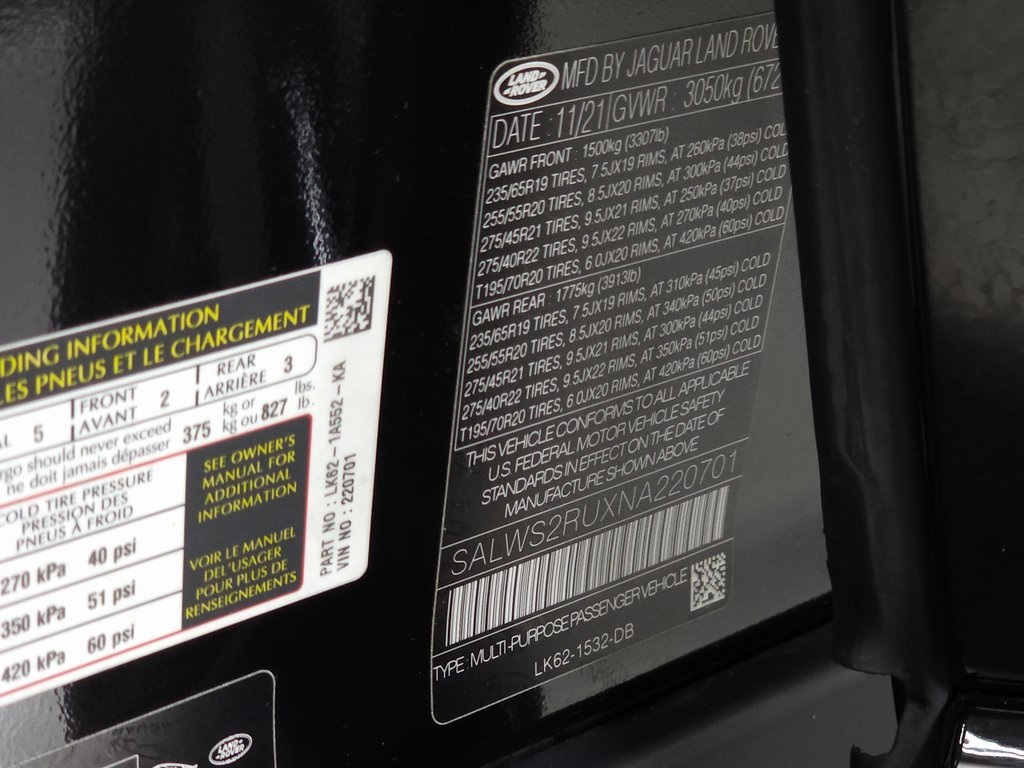 DING INFORMATION
LES PNEUS ET LE CHARGEMENT
AL 5 FRONT AVANT 2 REAR ARRIÈRE 3
rgo should never exceed
ne doit jamais dépasser 375 kg or kg ou 827 lbs. lb.
COLD TIRE PRESSURE
PRESSION DES
PNEUS À FROID
270 kPa 40 psi
350 kPa 51 psi
420 kPa 60 psi
SEE OWNER'S
MANUAL FOR
ADDITIONAL
INFORMATION
VOIR LE MANUEL
DEL'USAGER
POUR PLUS DE
RENSEIGNEMENTS
PART NO : LK62-1A552-KA
VIN NO : 220701
LAND ROVER
LAND-ROVER
MFD BY JAGUAR LAND ROVE
DATE : 11/21 GVWR : 3050kg (672
GAWR FRONT : 1500kg (3307lb)
235/65R19 TIRES, 7.5JX19 RIMS, AT 260kPa (38psi) COLD
255/55R20 TIRES, 8.5JX20 RIMS, AT 300kPa (44psi) COLD
275/45R21 TIRES, 9.5JX21 RIMS, AT 250kPa (37psi) COLD
275/40R22 TIRES, 9.5JX22 RIMS, AT 270kPa (40psi) COLD
T195/70R20 TIRES, 6.0JX20 RIMS, AT 420kPa (60psi) COLD
GAWR REAR : 1775kg (3913lb)
235/65R19 TIRES, 7.5JX19 RIMS, AT 310kPa (45psi) COLD
255/55R20 TIRES, 8.5JX20 RIMS, AT 340kPa (50psi) COLD
275/45R21 TIRES, 9.5JX21 RIMS, AT 300kPa (44psi) COLD
275/40R22 TIRES, 9.5JX22 RIMS, AT 350kPa (51psi) COLD
T195/70R20 TIRES, 6.0JX20 RIMS, AT 420kPa (60psi) COLD
THIS VEHICLE CONFORMS TO ALL APPLICABLE
U.S. FEDERAL MOTOR VEHICLE SAFETY
STANDARDS IN EFFECT ON THE DATE OF
MANUFACTURE SHOWN ABOVE
SALWS2RUXNA220701
TYPE : MULTI-PURPOSE PASSENGER VEHICLE
LK62-1532-DB